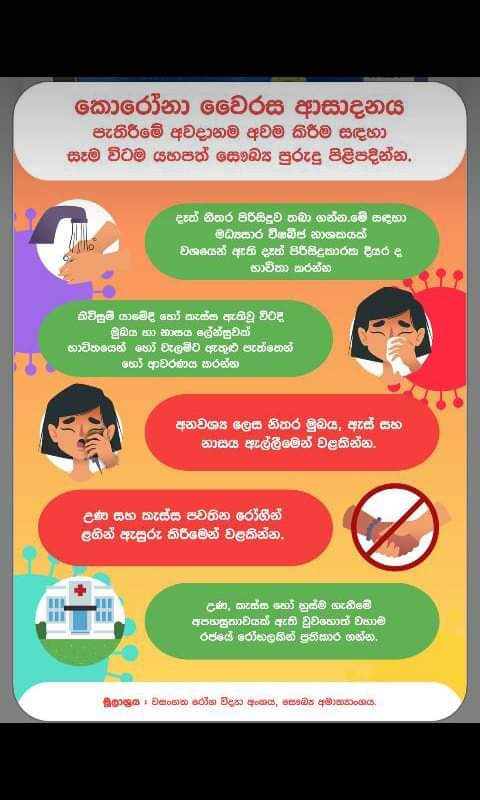 කොරෝනා වෛරස ආසාදනය
පැතිරීමේ අවදානම අවම කිරීම සඳහා
සෑම විටම යහපත් සෞඛ්‍ය පුරුදු පිළිපදින්න.
දෑත් නිතර පිරිසිදුව තබා ගන්න.මේ සඳහා
මධ්‍යසාර විෂබීජ නාශකයක්
වශයෙන් ඇති දෑත් පිරිසිදුකාරක දියර ද
භාවිතා කරන්න
කිවිසුම් යාමේදී හෝ කැස්ස ඇතිවූ විටදී
මුඛය හා නාසය ලේන්සුවක්
භාවිතයෙන් හෝ වැලමිට ඇතුළු පැත්තෙන්
හෝ ආවරණය කරන්න
අනවශ්‍ය ලෙස නිතර මුඛය, ඇස් සහ
නාසය ඇල්ලීමෙන් වළකින්න.
උණ සහ කැස්ස පවතින රෝගීන්
ළඟින් ඇසුරු කිරීමෙන් වළකින්න.
උණ, කැස්ස හෝ හුස්ම ගැනීමේ
අපහසුතාවයක් ඇති වුවහොත් වහාම
රජයේ රෝහලකින් ප්‍රතිකාර ගන්න.
මූලාශ්‍රය : වසංගත රෝග විද්‍යා අංශය, සෞඛ්‍ය අමාත්‍යාංශය.